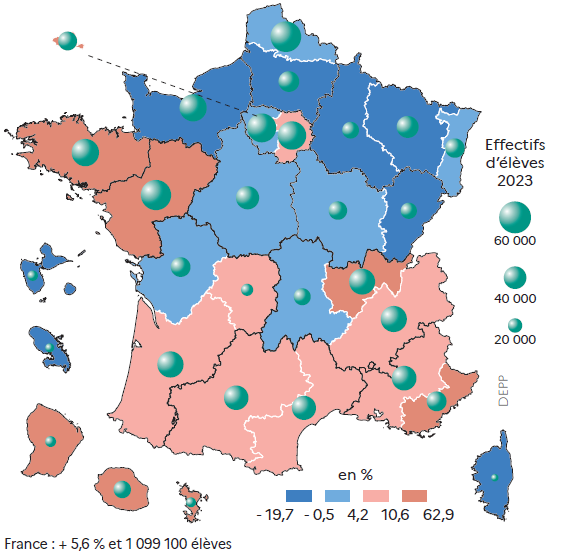 Effectifs
d'élèves
2023
60 000
40 000
20 000
DEPP
en %
- 19,7 - 0,5 4,2 10,6 62,9
France : + 5,6 % et 1 099 100 élèves